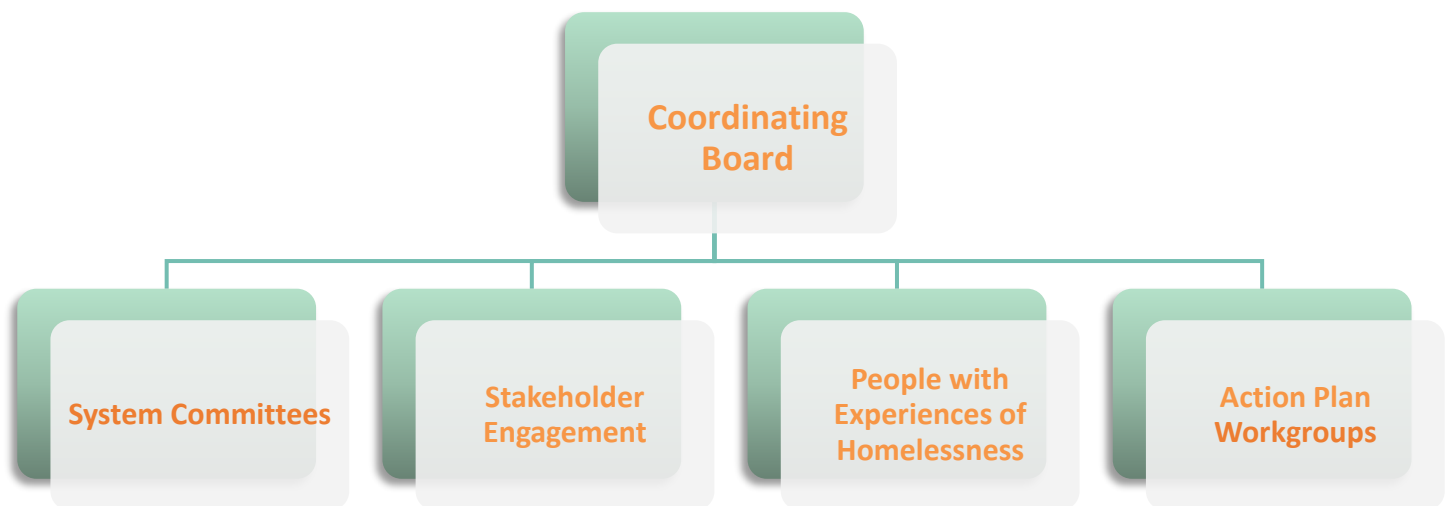 Coordinating
Board
System Committees
Stakeholder
Engagement
People with
Experiences of
Homelessness
Action Plan
Workgroups